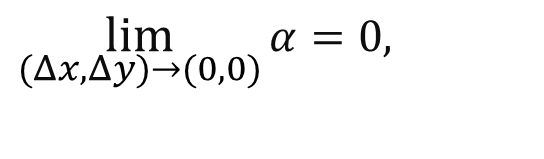 lim α = 0,
(Δx,Δy)→(0,0)